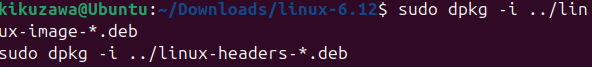 kikuzawa@Ubuntu:~/Downloads/linux-6.12$ sudo dpkg -i ../lin
ux-image-*.deb
sudo dpkg -i ../linux-headers-*.deb